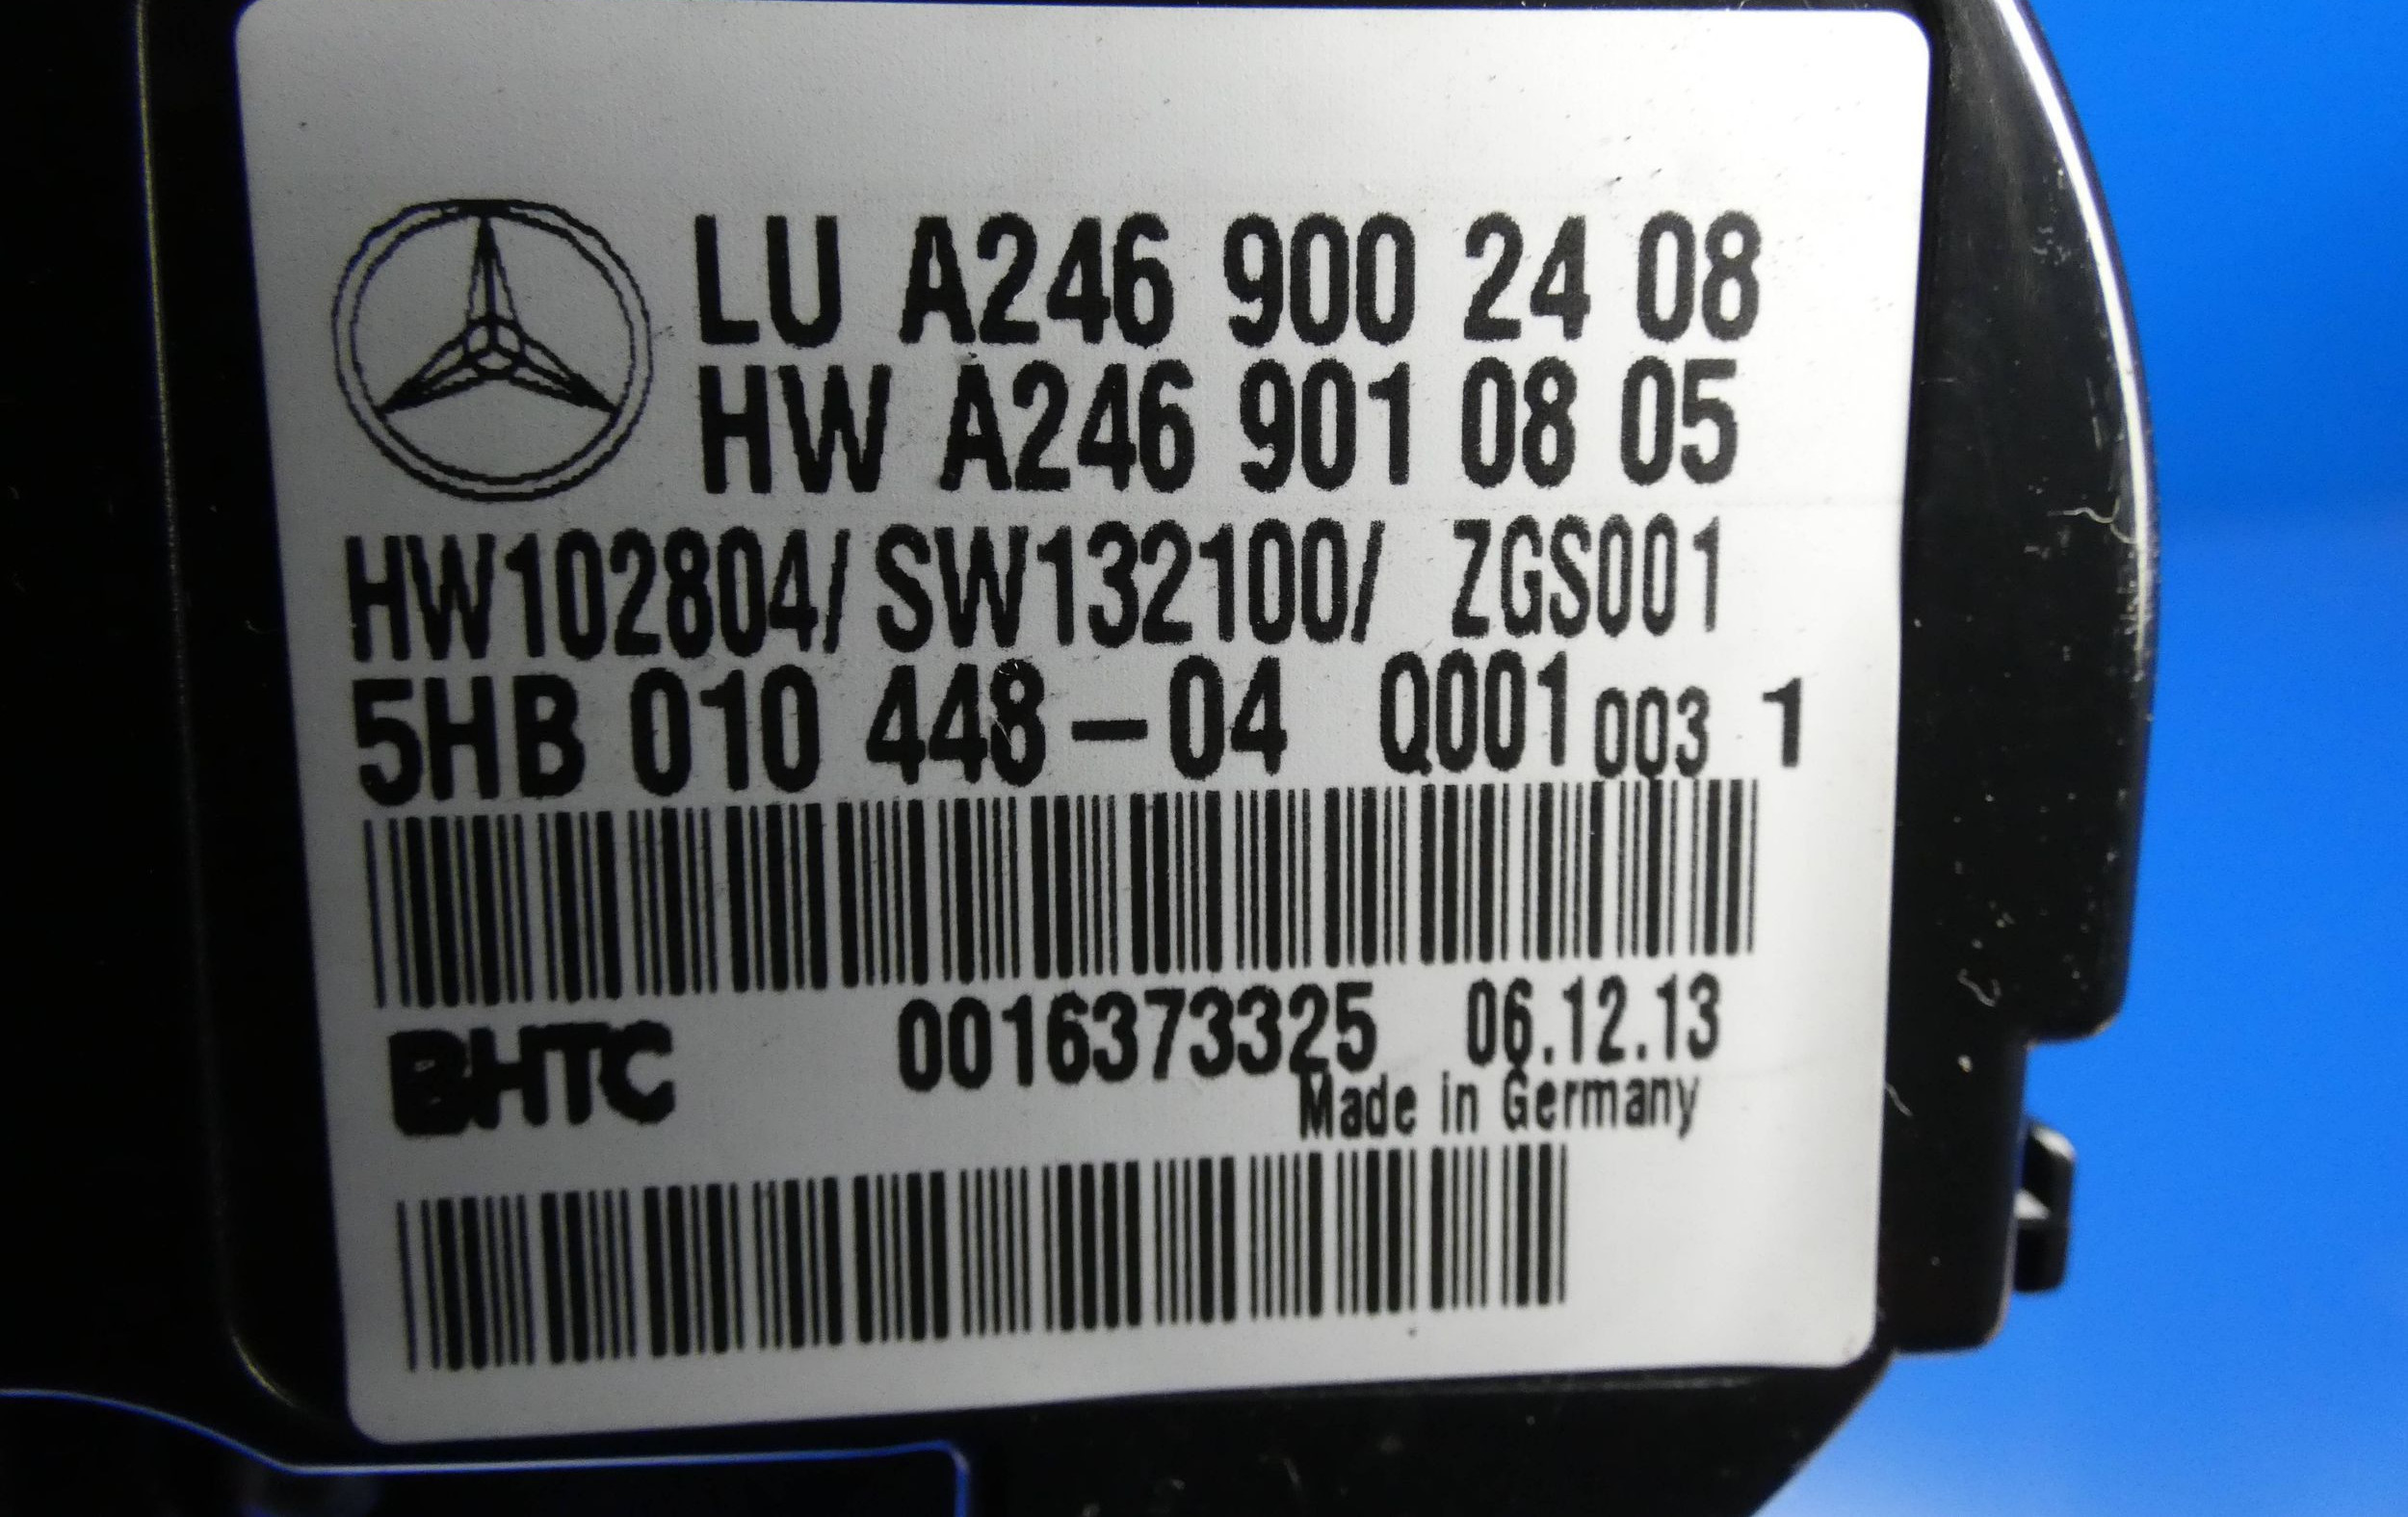 LU A246 900 24 08
HW A246 901 08 05
HW102804/ SW132100/ ZGS001
5HB 010 448-04 Q001 003 1
BHTC 0016373325 06.12.13
Made in Germany